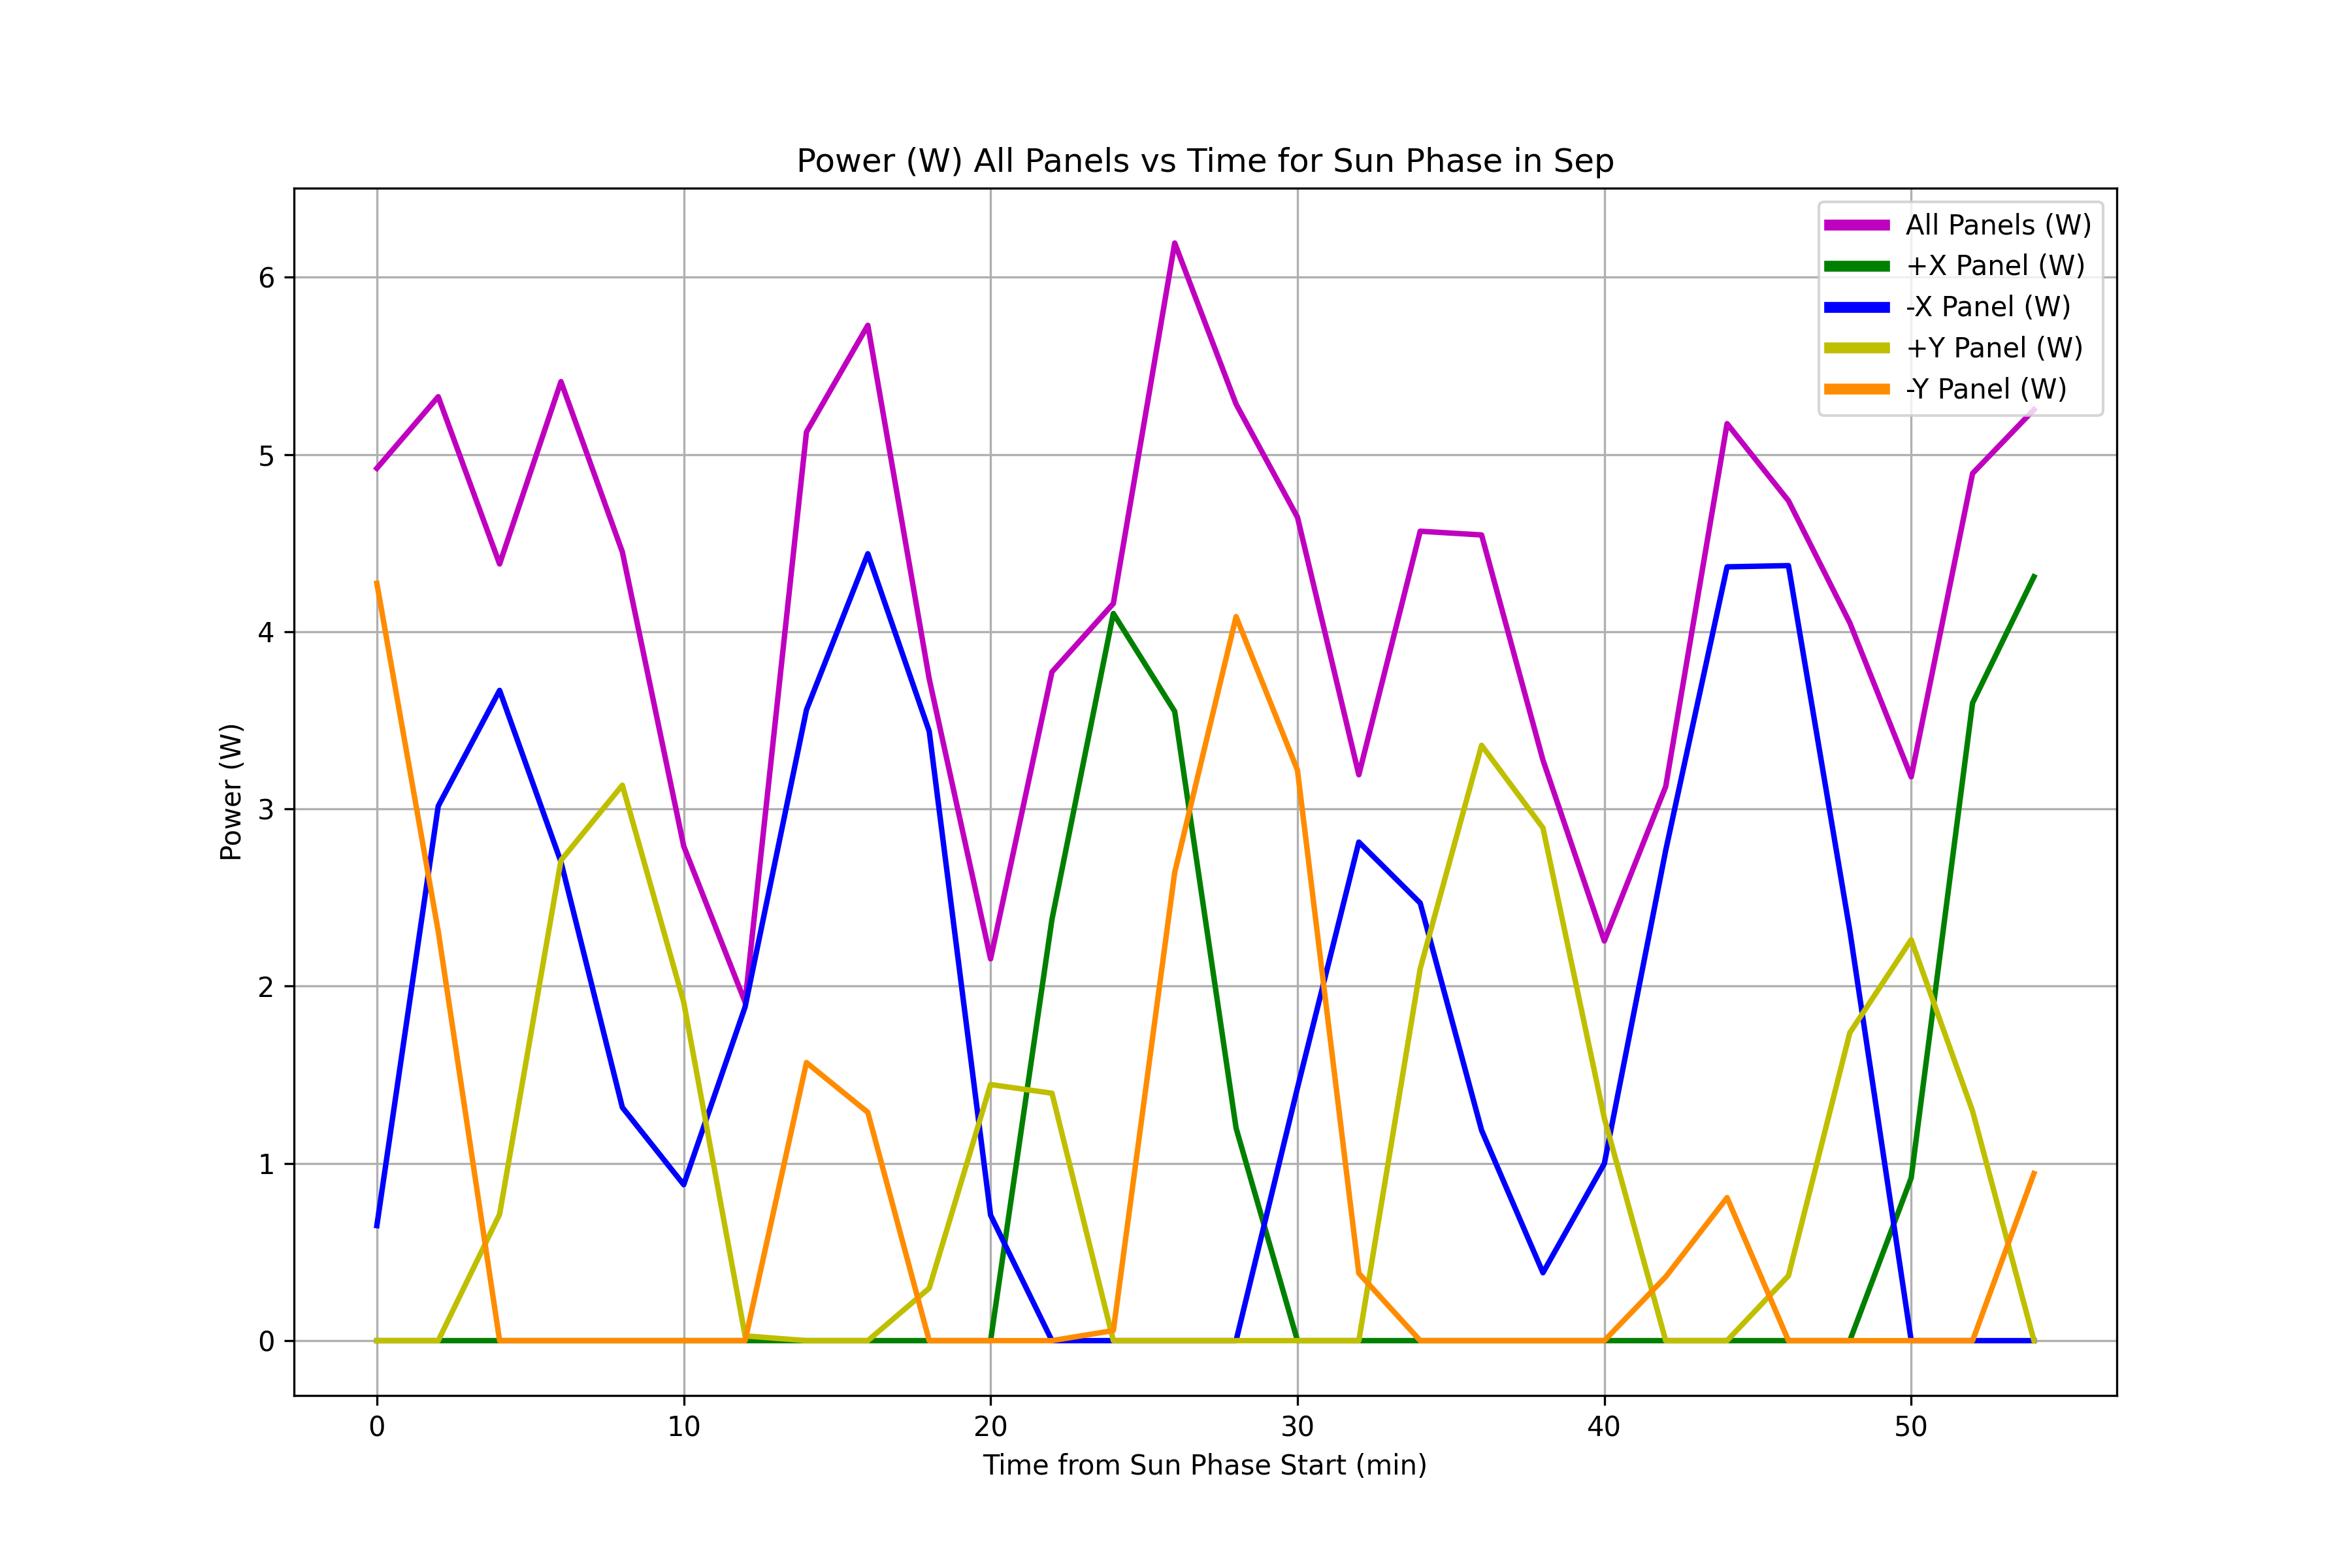 Power (W) All Panels vs Time for Sun Phase in Sep
All Panels (W)
+X Panel (W)
-X Panel (W)
+Y Panel (W)
-Y Panel (W)
Power (W)
6
5
4
3
2
1
0
0 10 20 30 40 50
Time from Sun Phase Start (min)